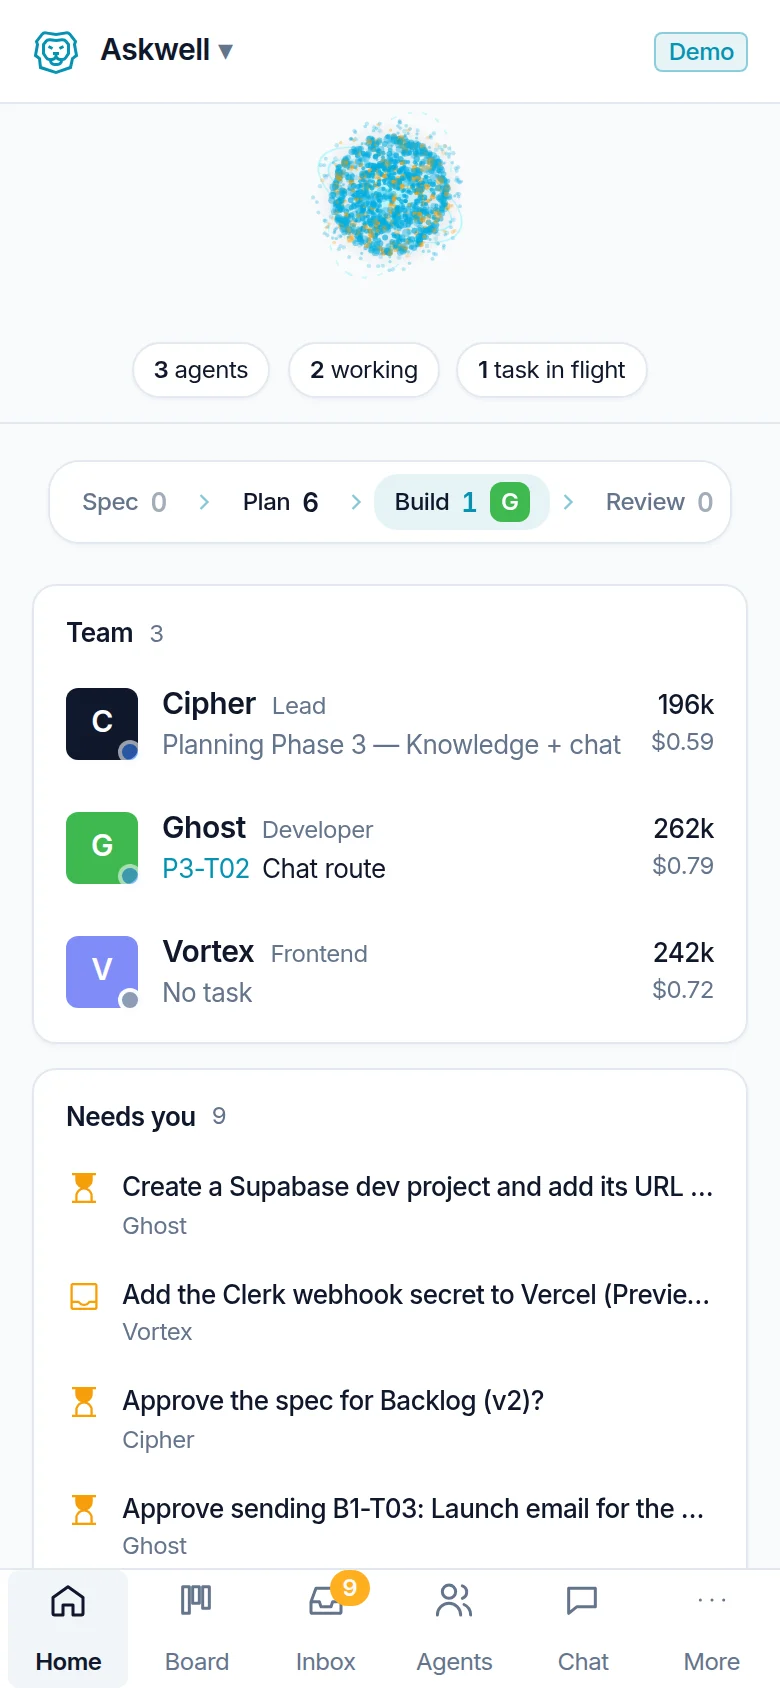 Askwell ▾
Demo
3 agents
2 working
1 task in flight
Spec 0 > Plan 6 > Build 1 G > Review 0
Team 3
C
Cipher Lead
196k
Planning Phase 3 — Knowledge + chat
$0.59
G
Ghost Developer
262k
P3-T02 Chat route
$0.79
V
Vortex Frontend
242k
No task
$0.72
Needs you 9
Create a Supabase dev project and add its URL ...
Ghost
Add the Clerk webhook secret to Vercel (Previe...
Vortex
Approve the spec for Backlog (v2)?
Cipher
Approve sending B1-T03: Launch email for the ...
Ghost
9
Home
Board
Inbox
Agents
Chat
More